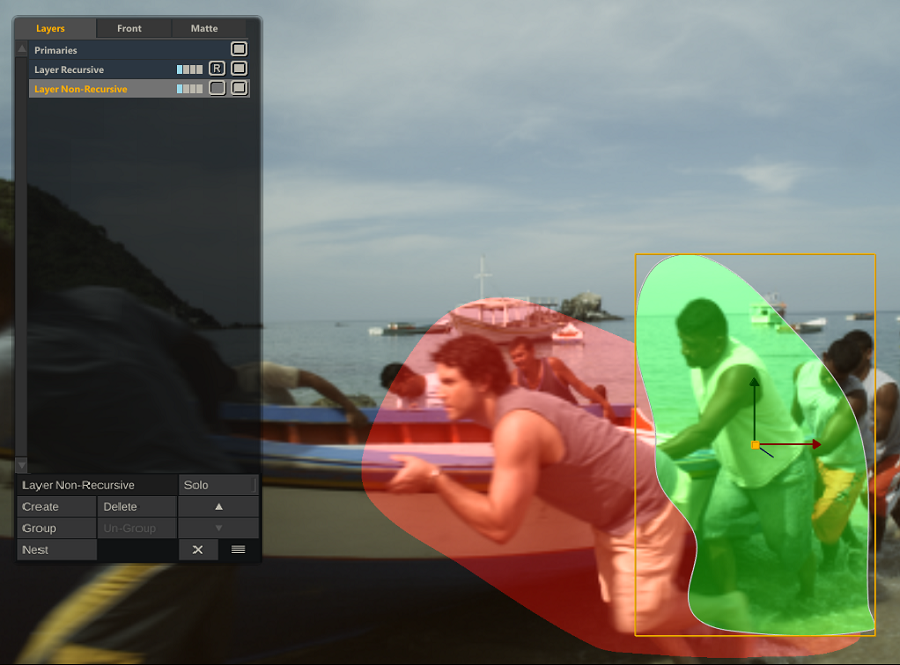 Layers Front Matte
Primaries
Layer Recursive R
Layer Non-Recursive
Layer Non-Recursive Solo
Create Delete
Group Un-Group
Nest